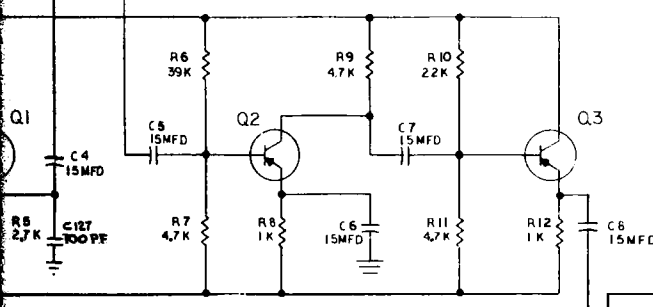 R6
39K
R9
4.7K
R10
22K
Q1
C5
15MFD
Q2
C7
15MFD
Q3
C4
15MFD
R5
2.7K
C127
100PF
R7
4.7K
R8
1K
C6
15MFD
R11
4.7K
R12
1K
C8
15MFD